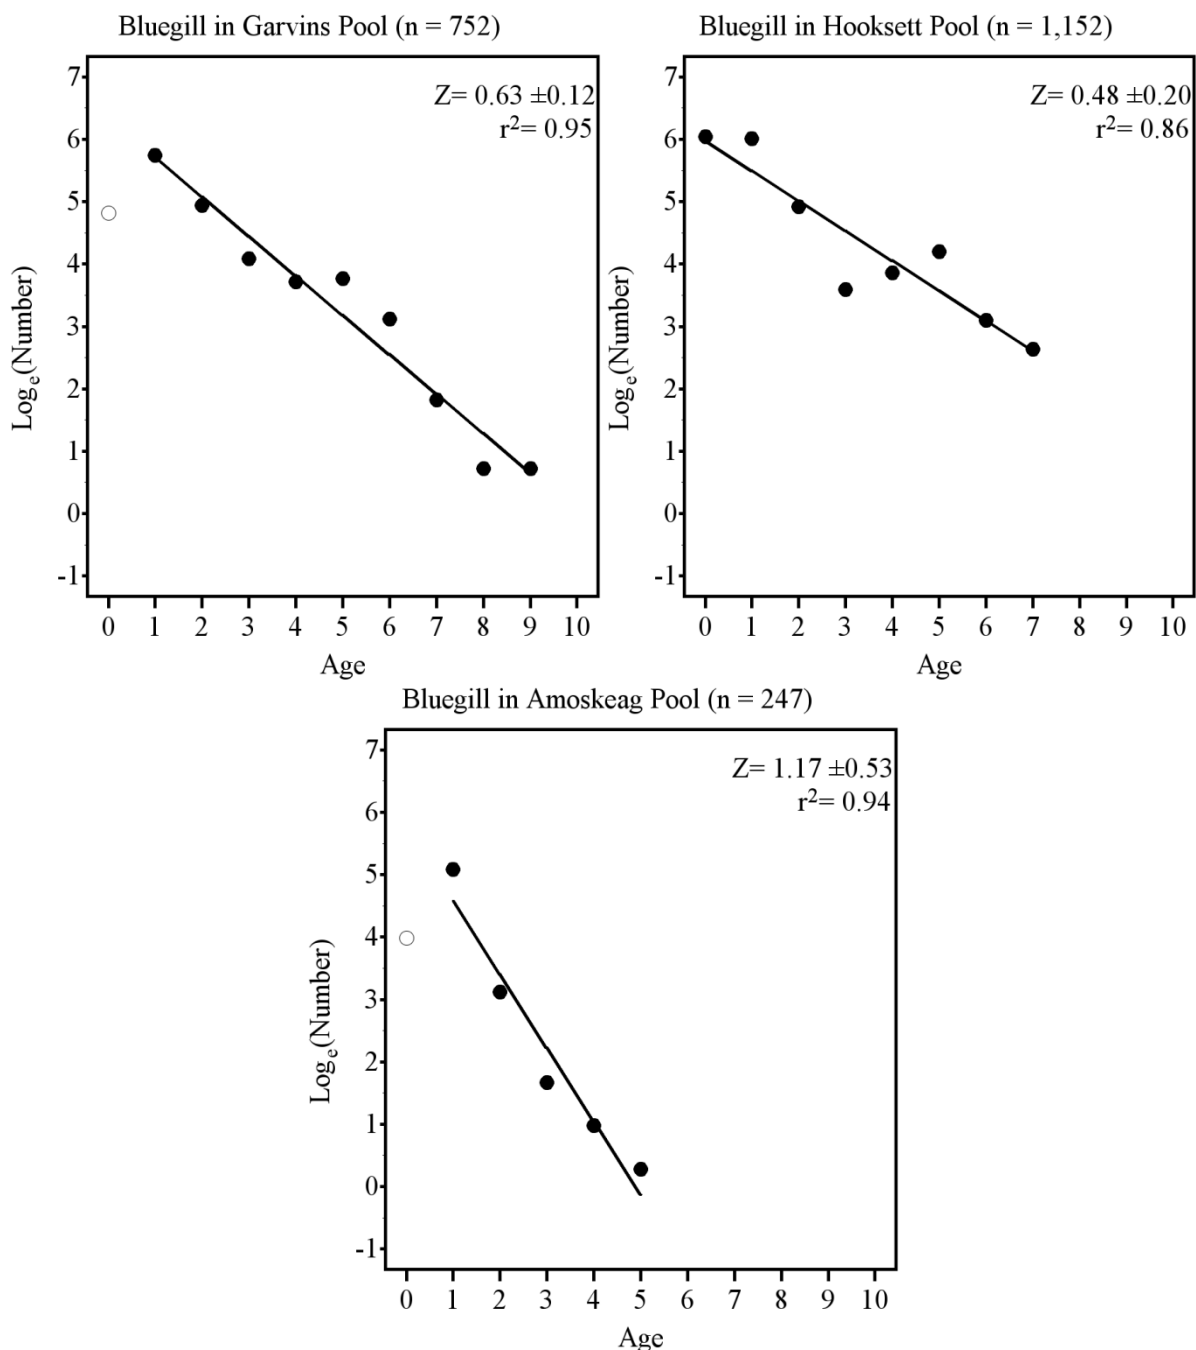 Bluegill in Garvins Pool (n = 752)
Z= 0.63 ±0.12
r²= 0.95
7
6
5
4
3
2
1
0
-1
Logₑ(Number)
0 1 2 3 4 5 6 7 8 9 10
Age
Bluegill in Hooksett Pool (n = 1,152)
Z= 0.48 ±0.20
r²= 0.86
7
6
5
4
3
2
1
0
-1
Logₑ(Number)
0 1 2 3 4 5 6 7 8 9 10
Age
Bluegill in Amoskeag Pool (n = 247)
Z= 1.17 ±0.53
r²= 0.94
7
6
5
4
3
2
1
0
-1
Logₑ(Number)
0 1 2 3 4 5 6 7 8 9 10
Age